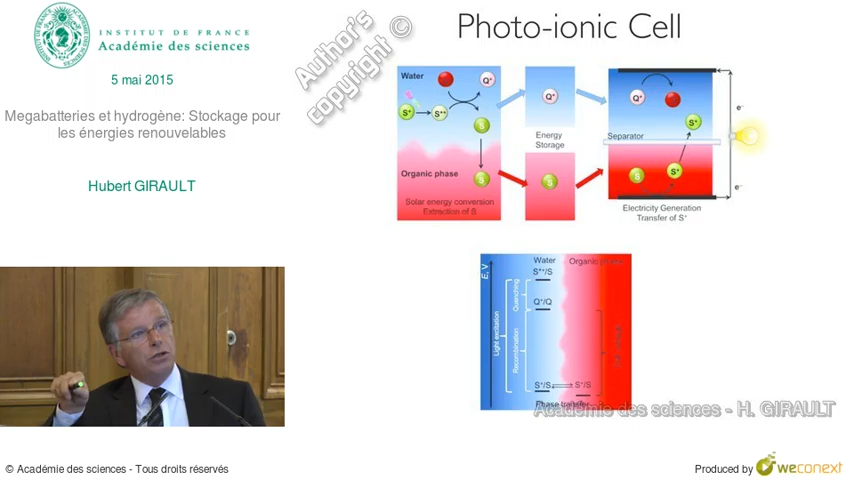 INSTITUT DE FRANCE
Académie des sciences
5 mai 2015
Megabatteries et hydrogène: Stockage pour
les énergies renouvelables
Hubert GIRAULT
Author's
copyright ©
Photo-ionic Cell
Water
Q⁺
S⁺
S⁺*
S
Organic phase
S
Solar energy conversion
Extraction of S
Q⁺
Energy
Storage
S
Q⁺
S⁺
Separator
S
S⁺
e⁻
e⁻
Electricity Generation
Transfer of S⁺
E, V
Water
Organic phase
S⁺*/S
Q⁺/Q
Light excitation
Quenching
Recombination
S⁺/S
S⁺/S
Phase transfer
Académie des sciences - H. GIRAULT
© Académie des sciences - Tous droits réservés
Produced by weconext